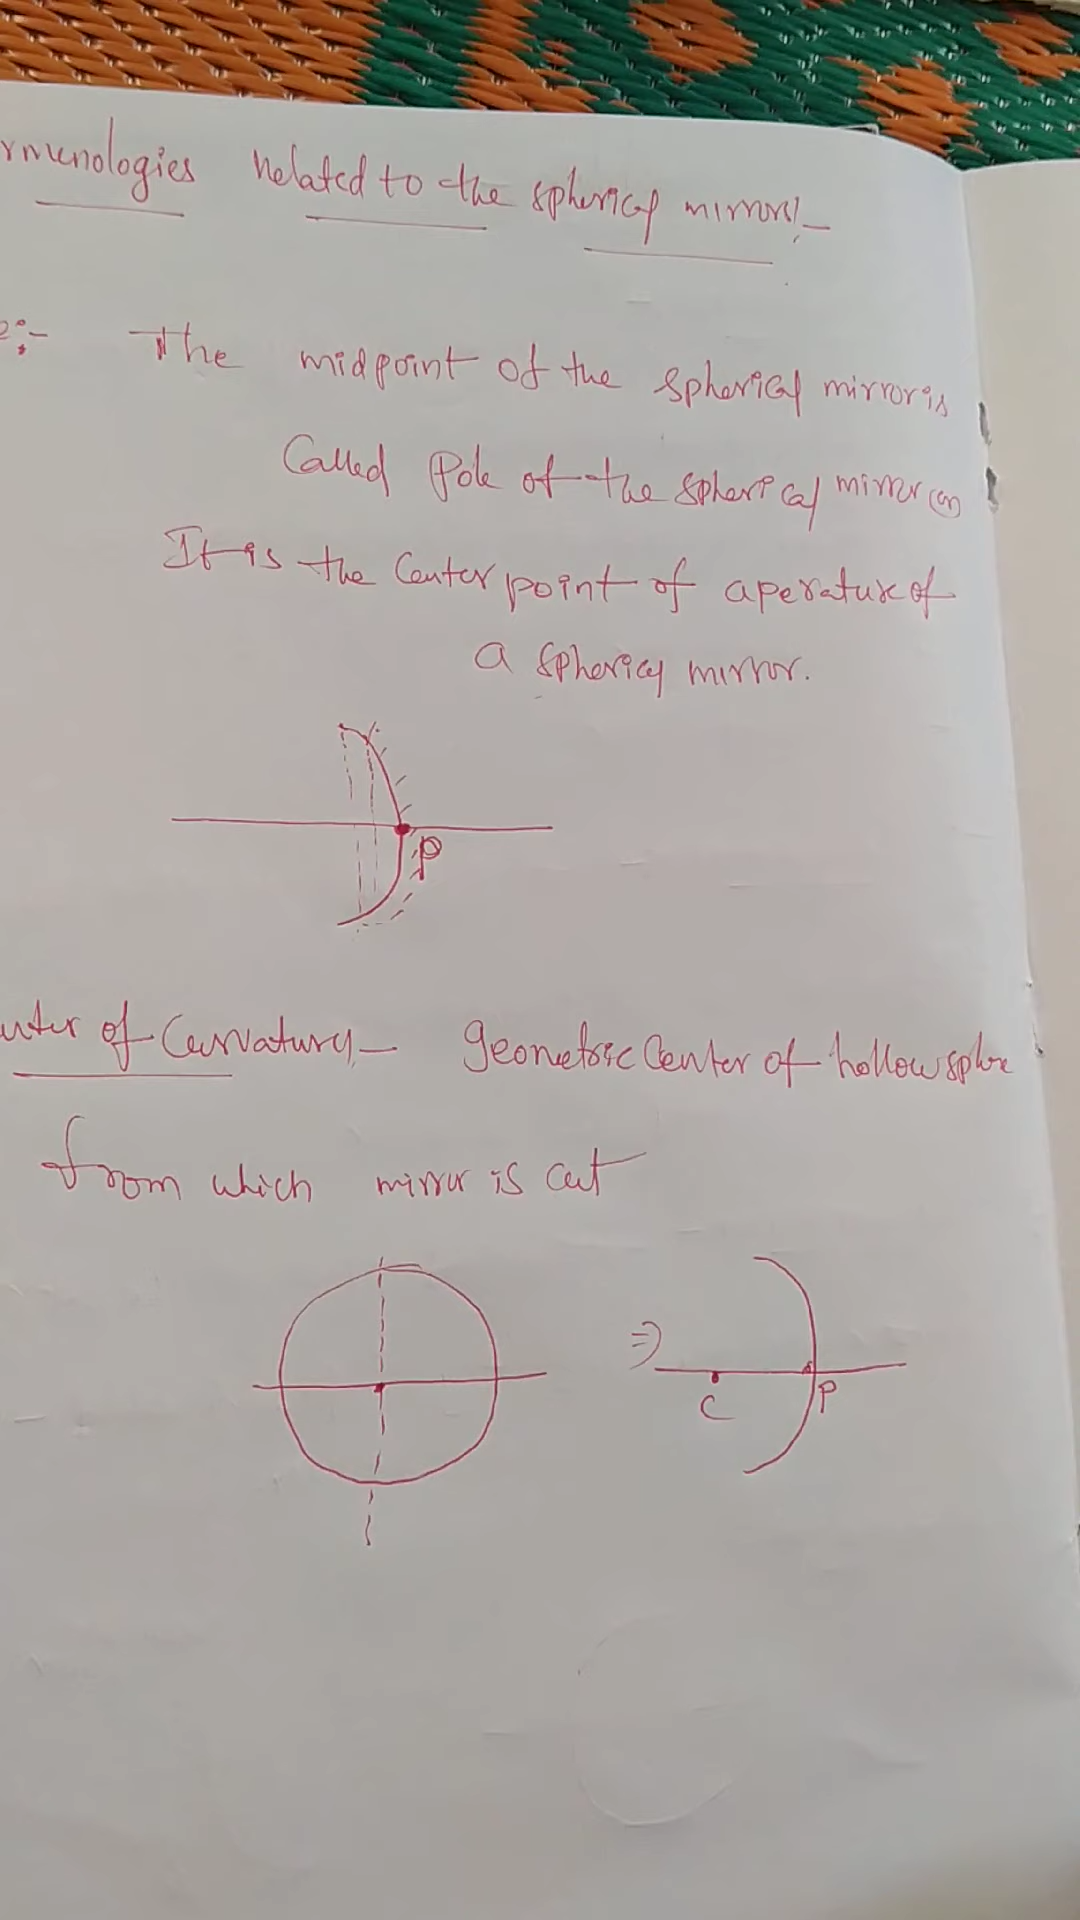 rmenologies related to the spherical mirror:-
e:- The midpoint of the spherical mirror is
Called Pole of the spherical mirror (or)
It is the Center point of aperature of
a spherical mirror.
P
nter of Curvature:- Geometric Center of hollow sphre
from which mirror is cut
⇒
C P